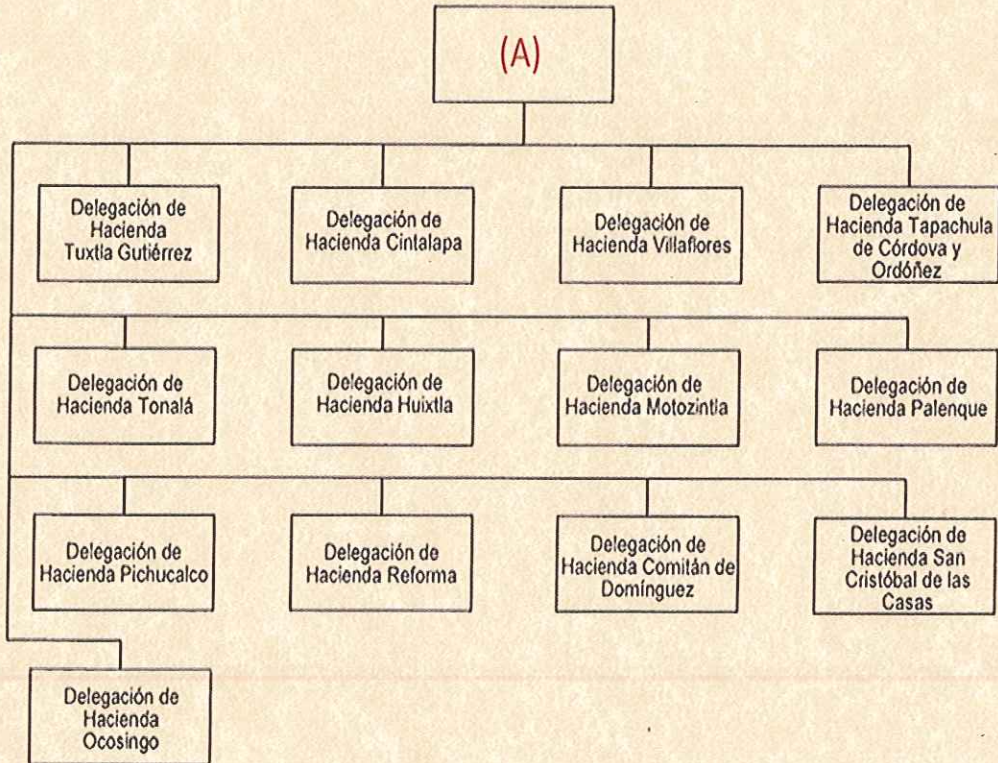 (A)
Delegación de
Hacienda
Tuxtla Gutiérrez
Delegación de
Hacienda Cintalapa
Delegación de
Hacienda Villaflores
Delegación de
Hacienda Tapachula
de Córdova y
Ordóñez
Delegación de
Hacienda Tonalá
Delegación de
Hacienda Huixtla
Delegación de
Hacienda Motozintla
Delegación de
Hacienda Palenque
Delegación de
Hacienda Pichucalco
Delegación de
Hacienda Reforma
Delegación de
Hacienda Comitán de
Domínguez
Delegación de
Hacienda San
Cristóbal de las
Casas
Delegación de
Hacienda
Ocosingo